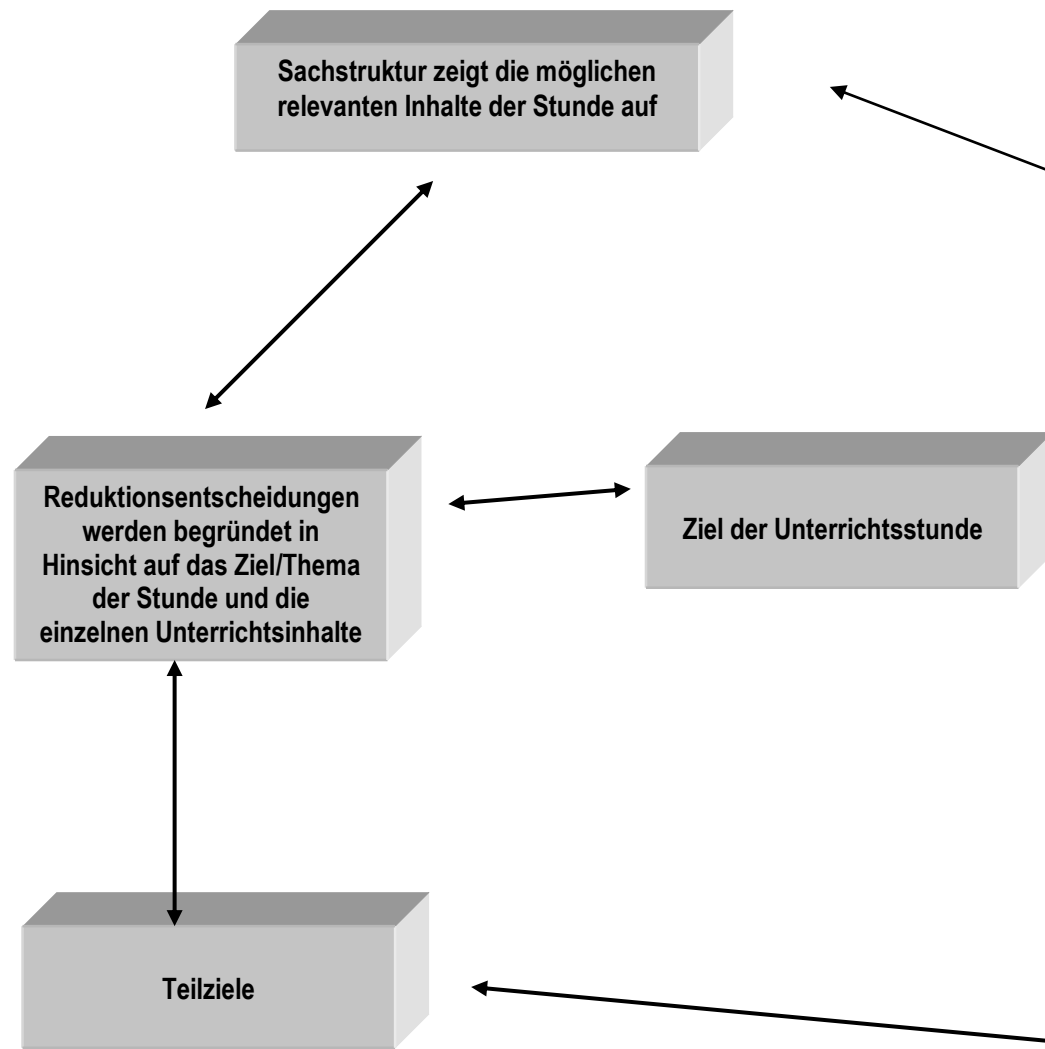 Sachstruktur zeigt die möglichen
relevanten Inhalte der Stunde auf
Reduktionsentscheidungen
werden begründet in
Hinsicht auf das Ziel/Thema
der Stunde und die
einzelnen Unterrichtsinhalte
Ziel der Unterrichtsstunde
Teilziele